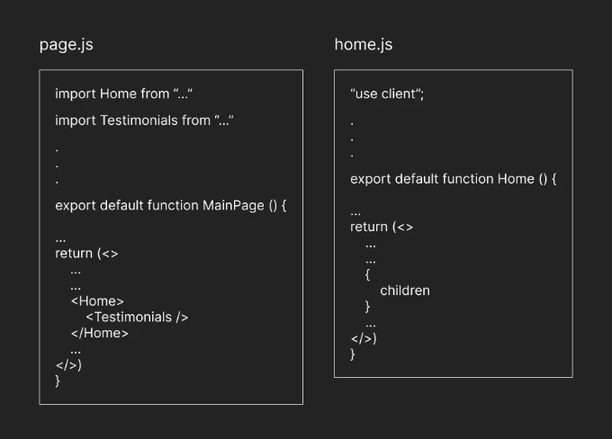 page.js
import Home from “...”
import Testimonials from “...”
.
.
.
export default function MainPage () {
...
return (<>
...
...
<Home>
<Testimonials />
</Home>
...
</>)
}
home.js
“use client”;
.
.
.
export default function Home () {
...
return (<>
...
...
{
children
}
...
</>)
}